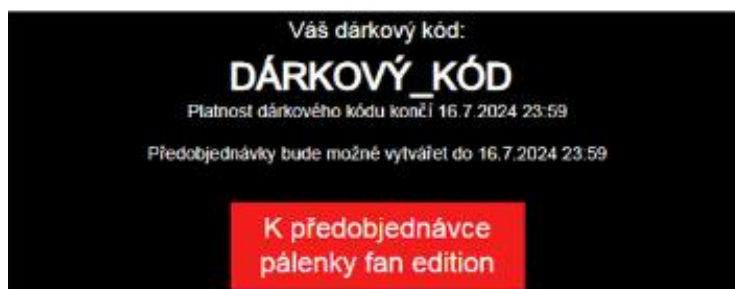 Váš dárkový kód:
DÁRKOVÝ_KÓD
Platnost dárkového kódu končí 16.7.2024 23:59
Předobjednávky bude možné vytvářet do 16.7.2024 23:59
K předobjednávce
pálenky fan edition